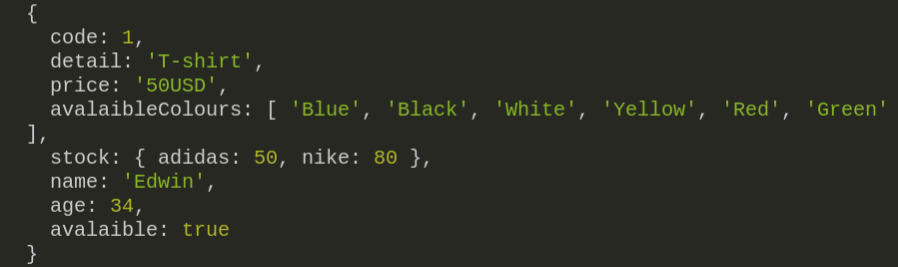 {
code: 1,
detail: 'T-shirt',
price: '50USD',
avalaibleColours: [ 'Blue', 'Black', 'White', 'Yellow', 'Red', 'Green'
],
stock: { adidas: 50, nike: 80 },
name: 'Edwin',
age: 34,
avalaible: true
}